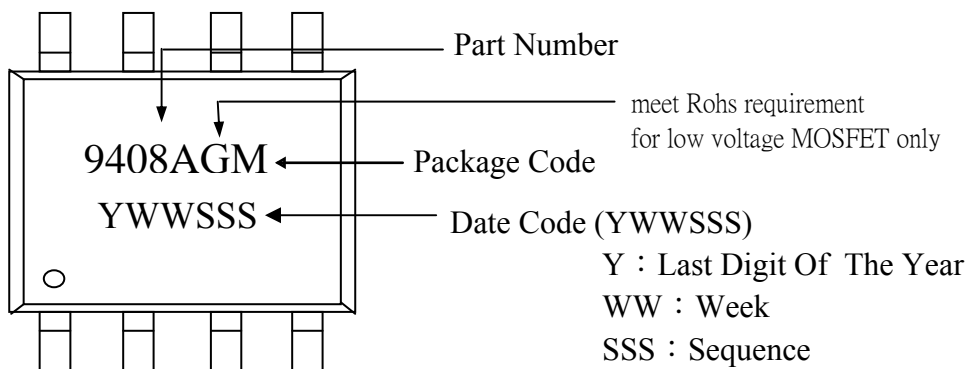 Part Number
meet Rohs requirement
for low voltage MOSFET only
9408AGM
Package Code
YWWSSS
Date Code (YWWSSS)
Y：Last Digit Of The Year
WW：Week
SSS：Sequence